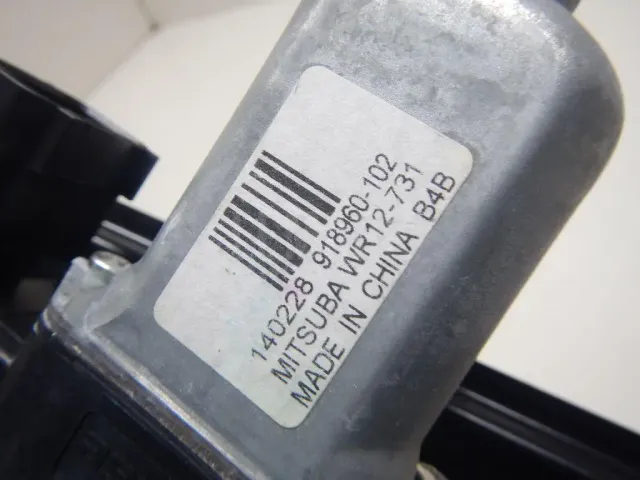 140228 918960-102
MITSUBA WR12-731
MADE IN CHINA B4B